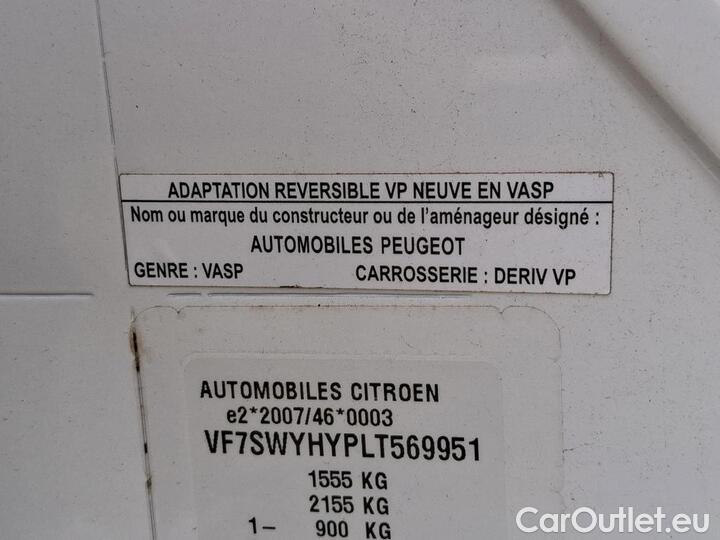 ADAPTATION REVERSIBLE VP NEUVE EN VASP
Nom ou marque du constructeur ou de l'aménageur désigné :
AUTOMOBILES PEUGEOT
GENRE : VASP CARROSSERIE : DERIV VP
AUTOMOBILES CITROEN
e2*2007/46*0003
VF7SWYHYPLT569951
1555 KG
2155 KG
1- 900 KG
CarOutlet.eu